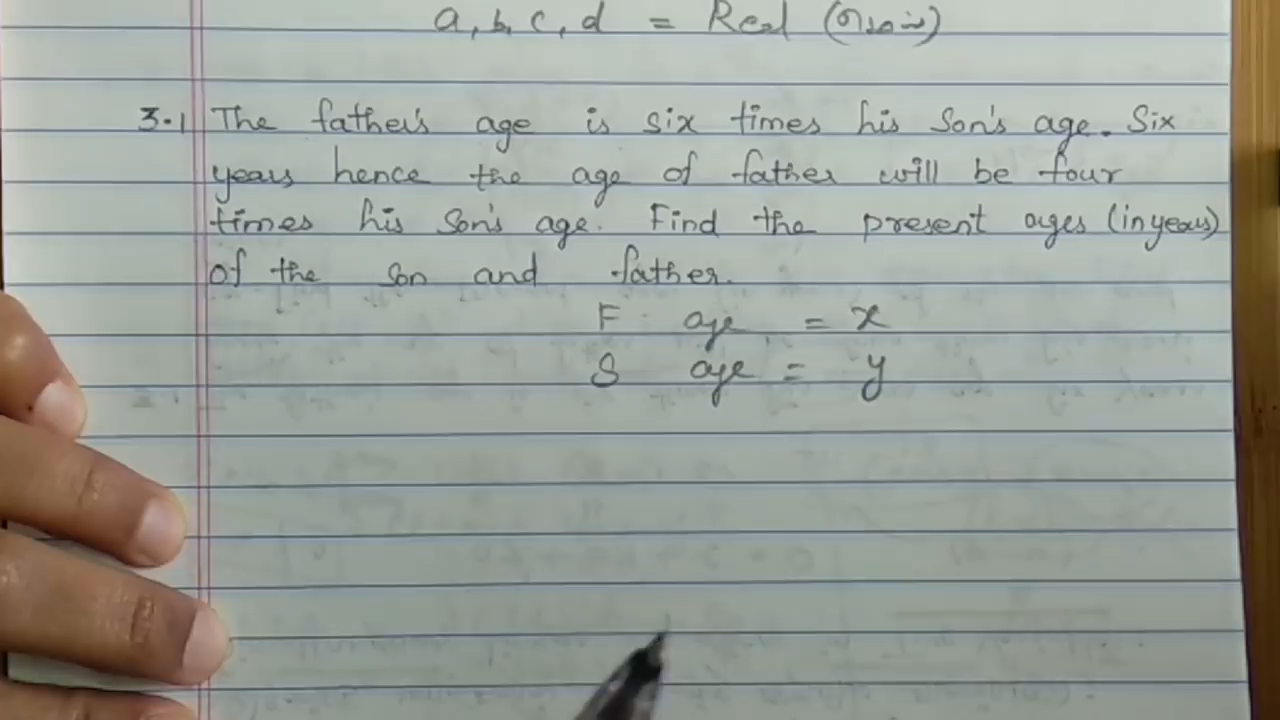 a, b, c, d = Real
3.1 The father's age is six times his Son's age. Six
years hence the age of father will be four
times his Son's age. Find the present ages (in years)
of the son and father.
F age = x
S age = y